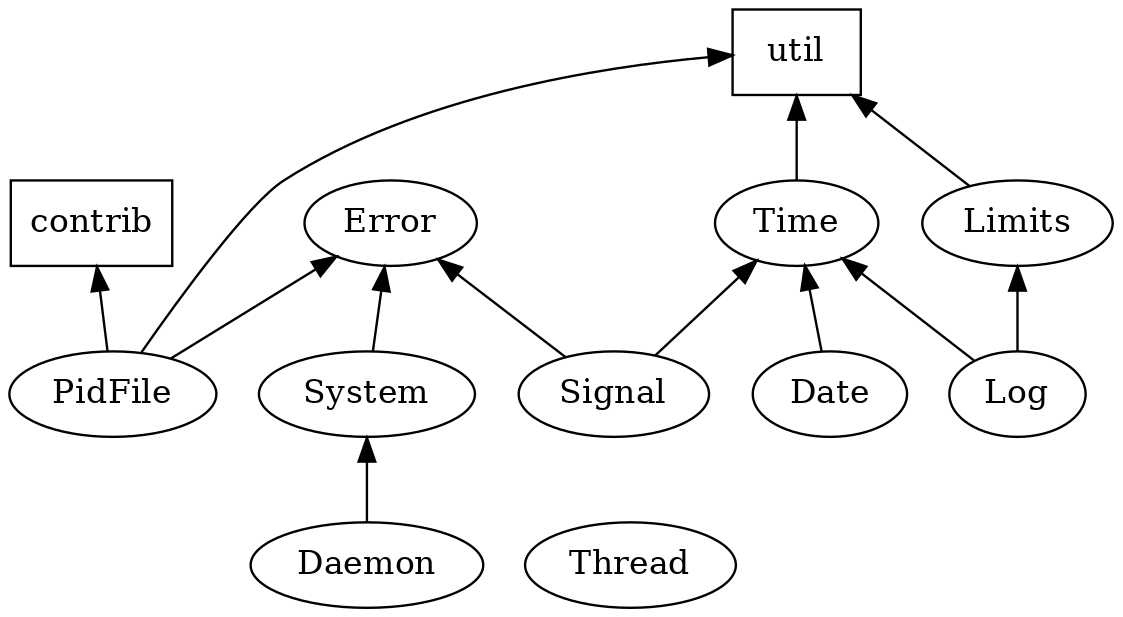 util
contrib
Error
Time
Limits
PidFile
System
Signal
Date
Log
Daemon
Thread